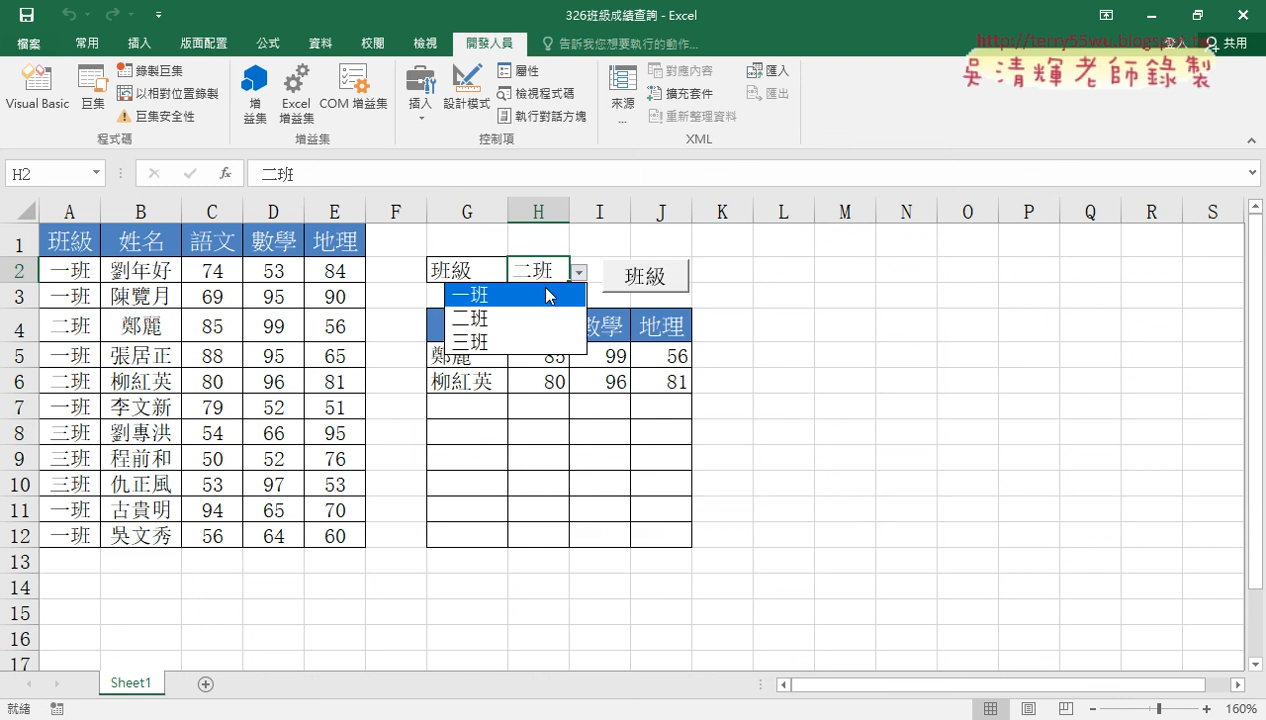 326班級成績查詢 - Excel
檔案 常用 插入 版面配置 公式 資料 校閱 檢視 開發人員 告訴我您想要執行的動作... 登入 共用
http://terry55wu.blogspot.tw
吳清輝老師錄製
Visual Basic 巨集 錄製巨集 以相對位置錄製 巨集安全性 程式碼
增益集 Excel 增益集 COM 增益集 增益集
插入 設計模式 屬性 檢視程式碼 執行對話方塊 控制項
來源... 對應內容 擴充套件 重新整理資料 匯入 匯出 XML
H2 fx 二班
A B C D E F G H I J K L M N O P Q R S
1 班級 姓名 語文 數學 地理
2 一班 劉年好 74 53 84 班級 二班 班級
3 一班 陳覽月 69 95 90 一班
二班
4 二班 鄭麗 85 99 56 數學 地理
三班
5 一班 張居正 88 95 65 鄭麗 85 99 56
6 二班 柳紅英 80 96 81 柳紅英 80 96 81
7 一班 李文新 79 52 51
8 三班 劉專洪 54 66 95
9 三班 程前和 50 52 76
10 三班 仇正風 53 97 53
11 一班 古貴明 94 65 70
12 一班 吳文秀 56 64 60
13
14
15
16
17
Sheet1
就緒 160%